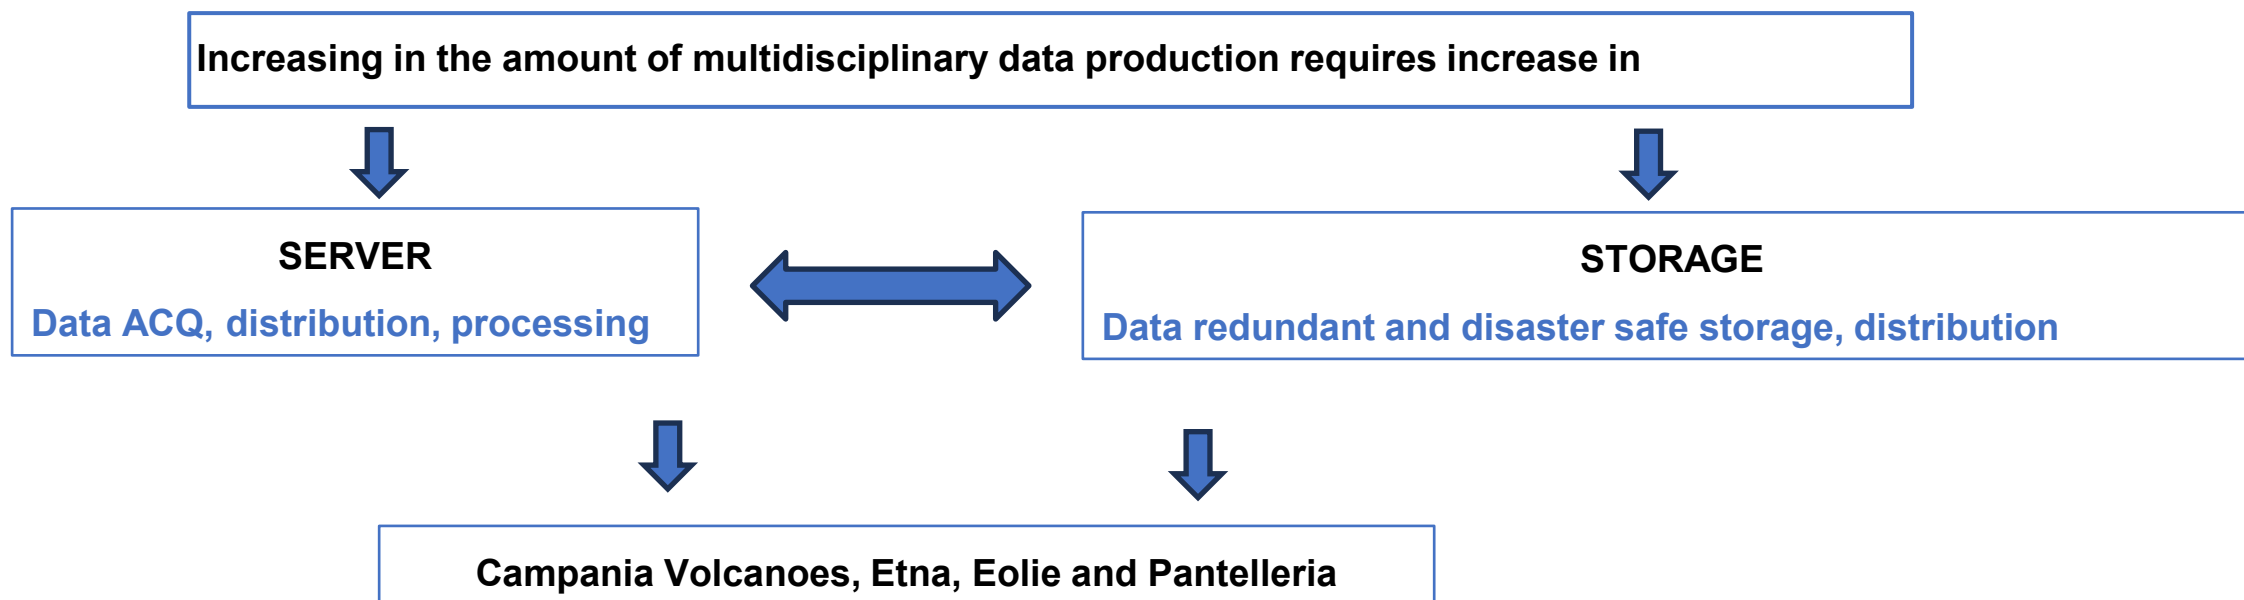 Increasing in the amount of multidisciplinary data production requires increase in
SERVER
Data ACQ, distribution, processing
STORAGE
Data redundant and disaster safe storage, distribution
Campania Volcanoes, Etna, Eolie and Pantelleria